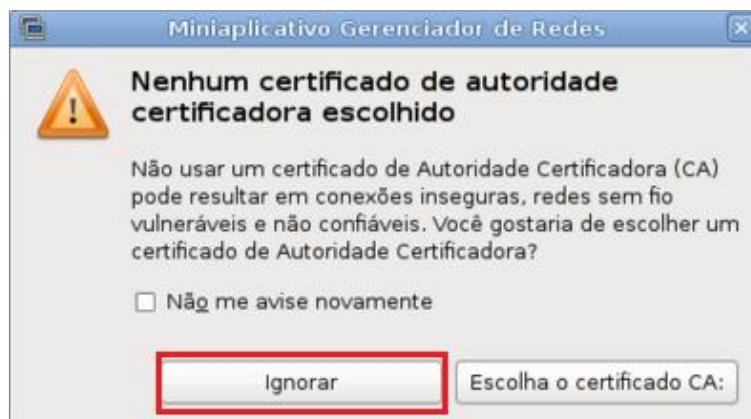 Miniaplicativo Gerenciador de Redes
Nenhum certificado de autoridade
certificadora escolhido
Não usar um certificado de Autoridade Certificadora (CA)
pode resultar em conexões inseguras, redes sem fio
vulneráveis e não confiáveis. Você gostaria de escolher um
certificado de Autoridade Certificadora?
Não me avise novamente
Ignorar
Escolha o certificado CA: